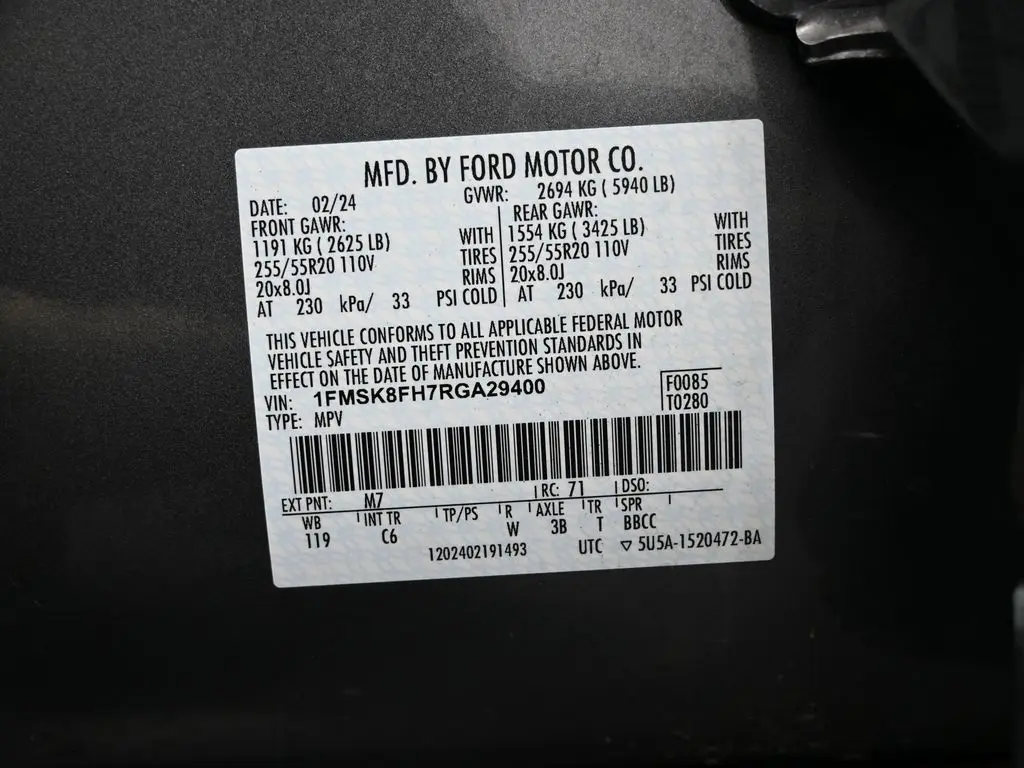 MFD. BY FORD MOTOR CO.
DATE: 02/24 GVWR: 2694 KG ( 5940 LB)
FRONT GAWR: REAR GAWR:
1191 KG ( 2625 LB) WITH 1554 KG ( 3425 LB) WITH
255/55R20 110V TIRES 255/55R20 110V TIRES
20x8.0J RIMS 20x8.0J RIMS
AT 230 kPa/ 33 PSI COLD AT 230 kPa/ 33 PSI COLD
THIS VEHICLE CONFORMS TO ALL APPLICABLE FEDERAL MOTOR
VEHICLE SAFETY AND THEFT PREVENTION STANDARDS IN
EFFECT ON THE DATE OF MANUFACTURE SHOWN ABOVE.
VIN: 1FMSK8FH7RGA29400 F0085
TYPE: MPV T0280
EXT PNT: M7 RC: 71 DSO:
WB INT TR TP/PS R AXLE TR SPR
119 C6 W 3B T BBCC
1202402191493 UTC ▽ 5U5A-1520472-BA